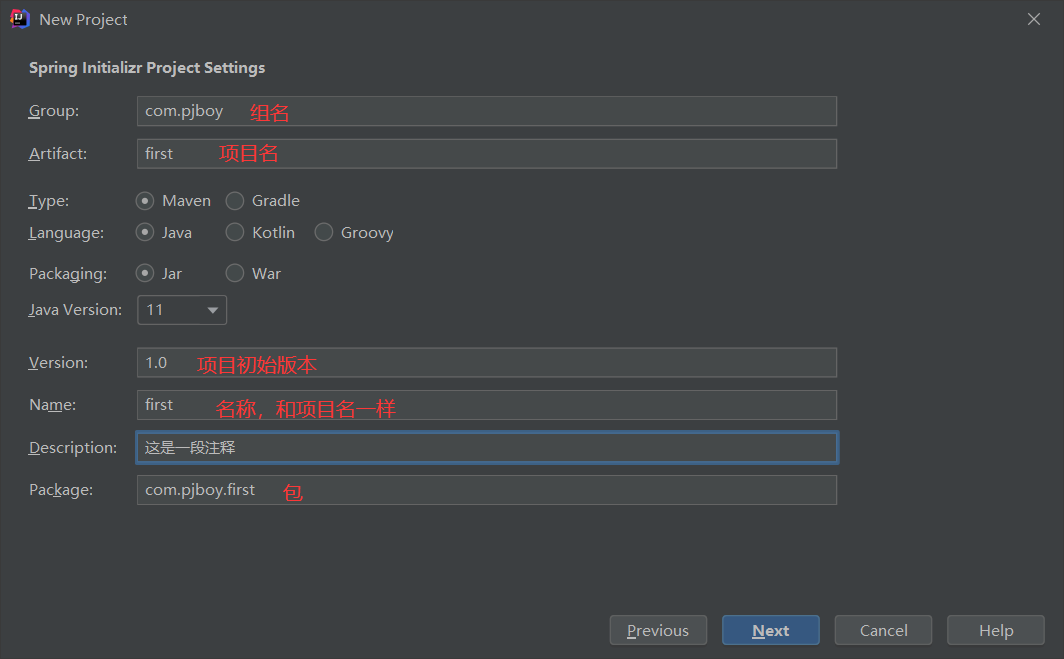 New Project
Spring Initializr Project Settings
Group: com.pjboy 组名
Artifact: first 项目名
Type: Maven Gradle
Language: Java Kotlin Groovy
Packaging: Jar War
Java Version: 11
Version: 1.0 项目初始版本
Name: first 名称，和项目名一样
Description: 这是一段注释
Package: com.pjboy.first 包
Previous Next Cancel Help